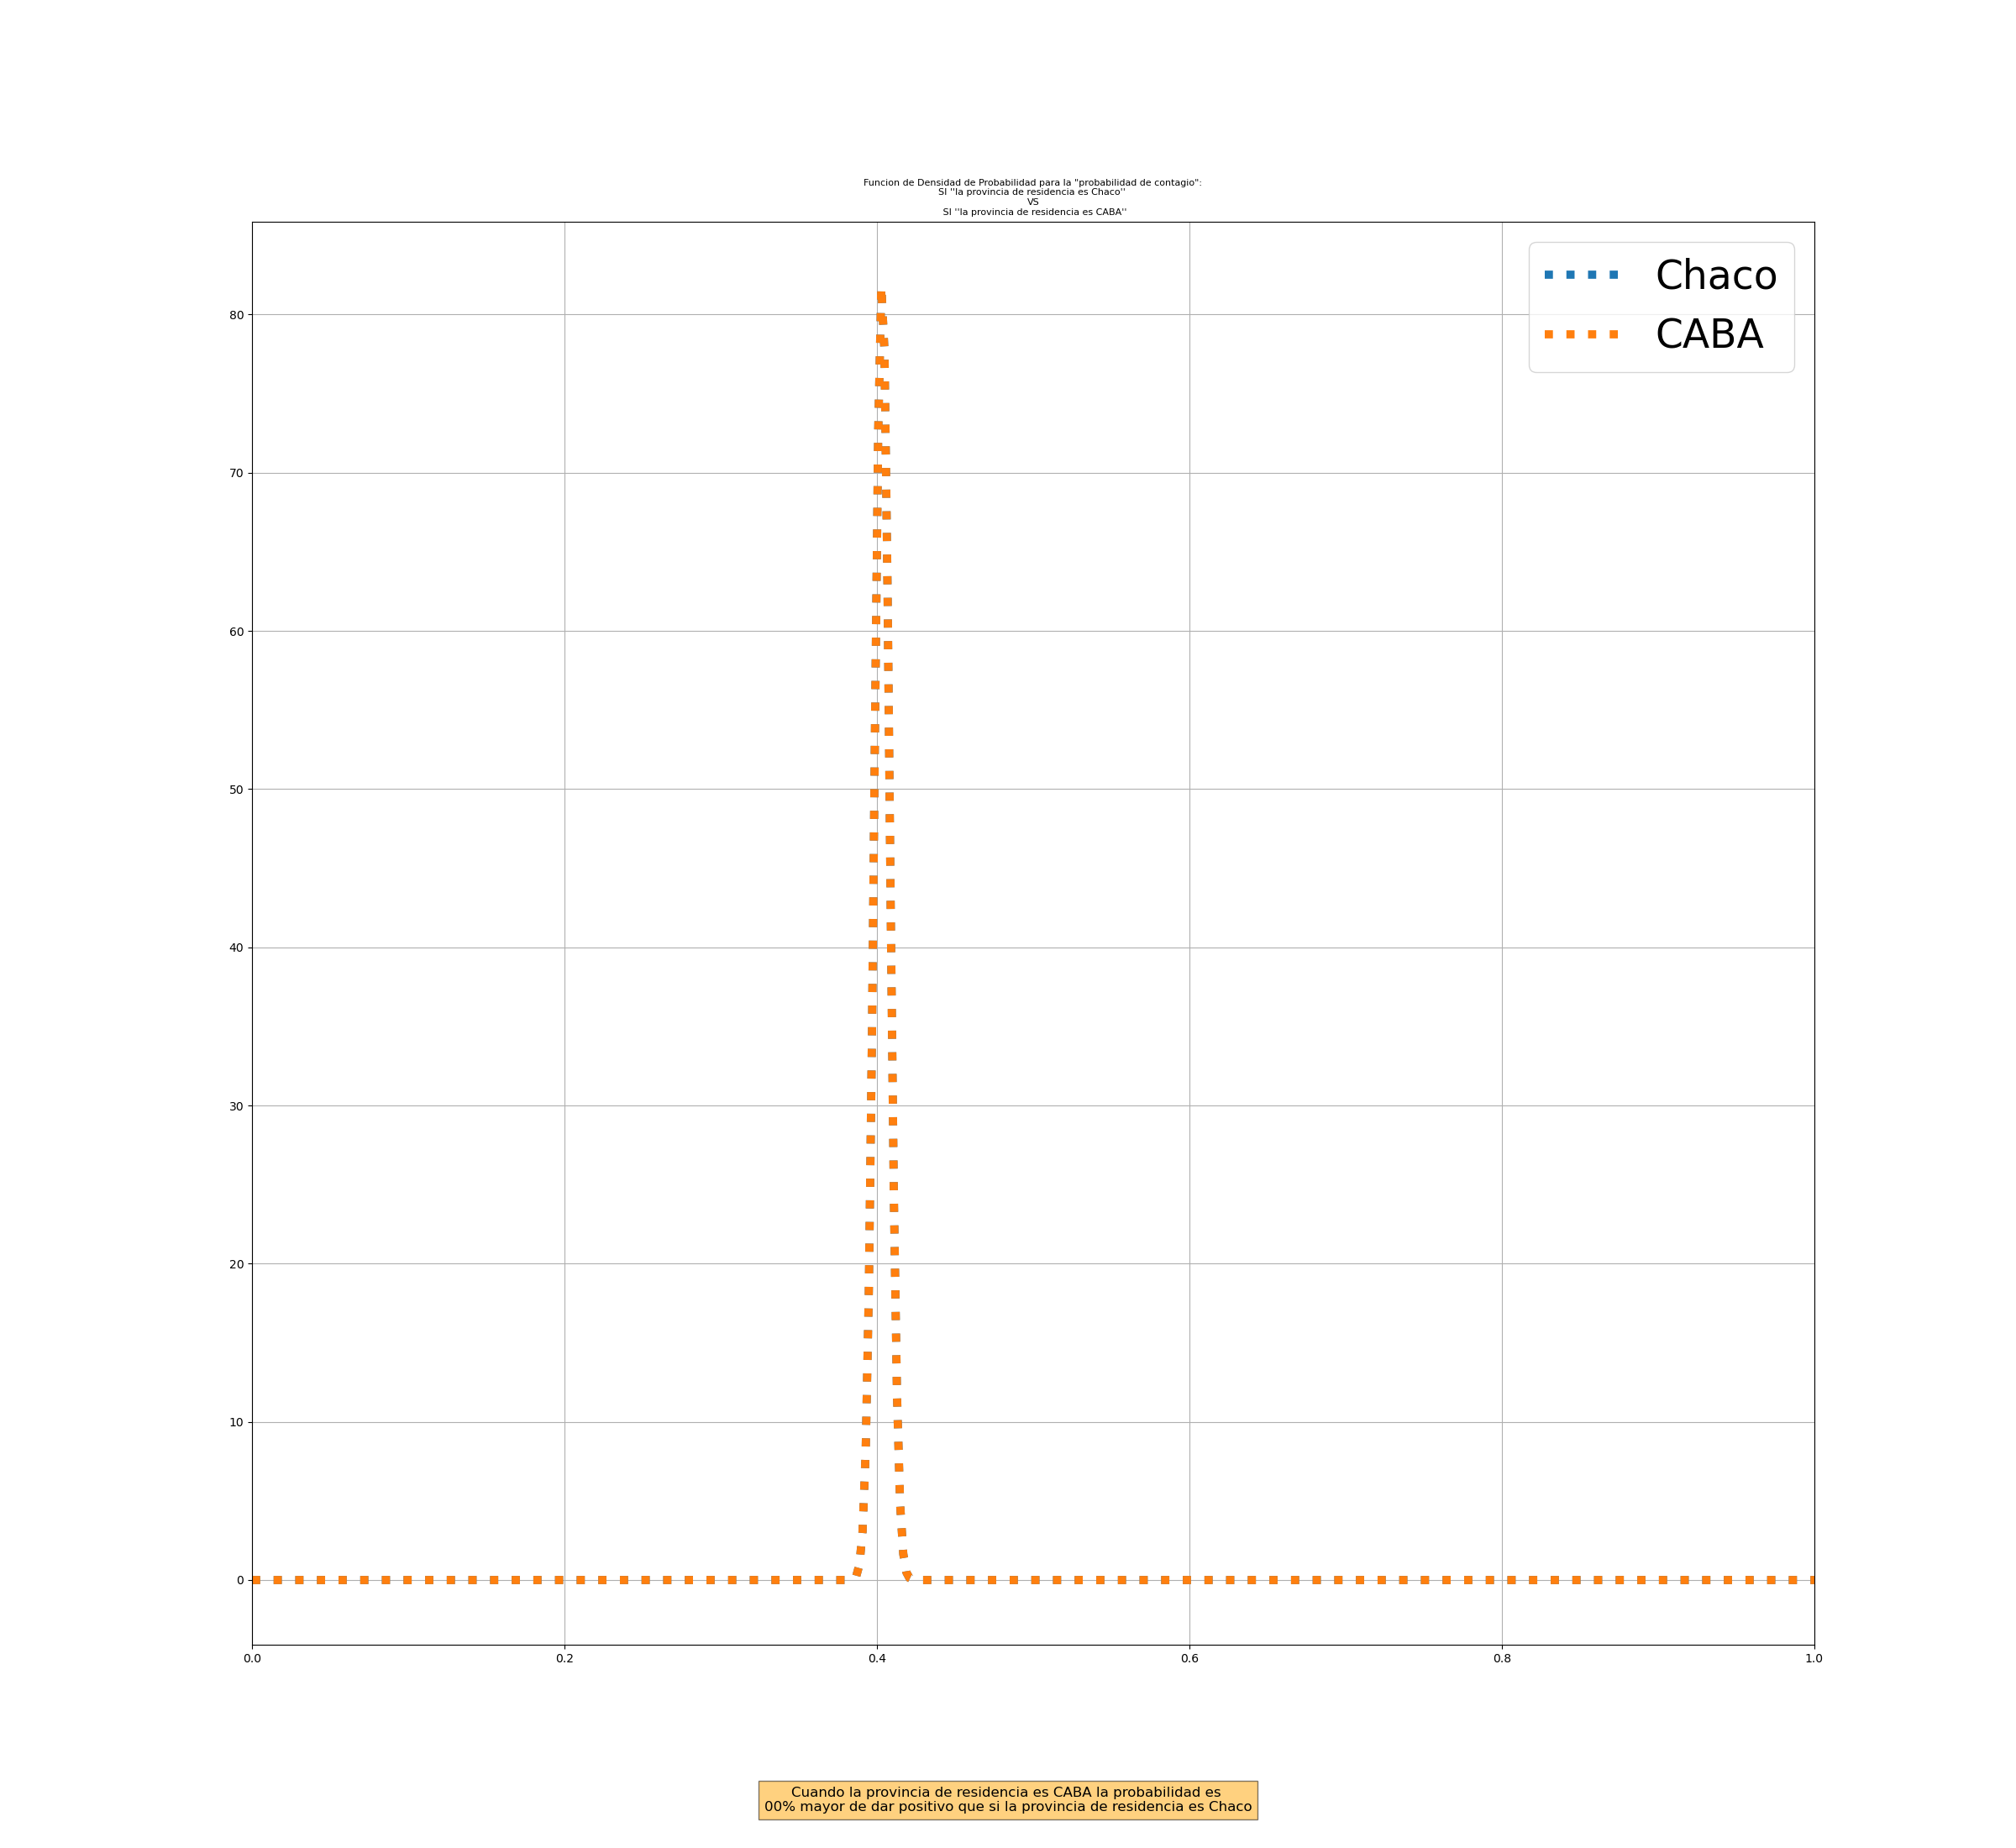 Funcion de Densidad de Probabilidad para la "probabilidad de contagio":
SI ''la provincia de residencia es Chaco''
VS
SI ''la provincia de residencia es CABA''
Chaco
CABA
80
70
60
50
40
30
20
10
0
0.0 0.2 0.4 0.6 0.8 1.0
Cuando la provincia de residencia es CABA la probabilidad es
00% mayor de dar positivo que si la provincia de residencia es Chaco